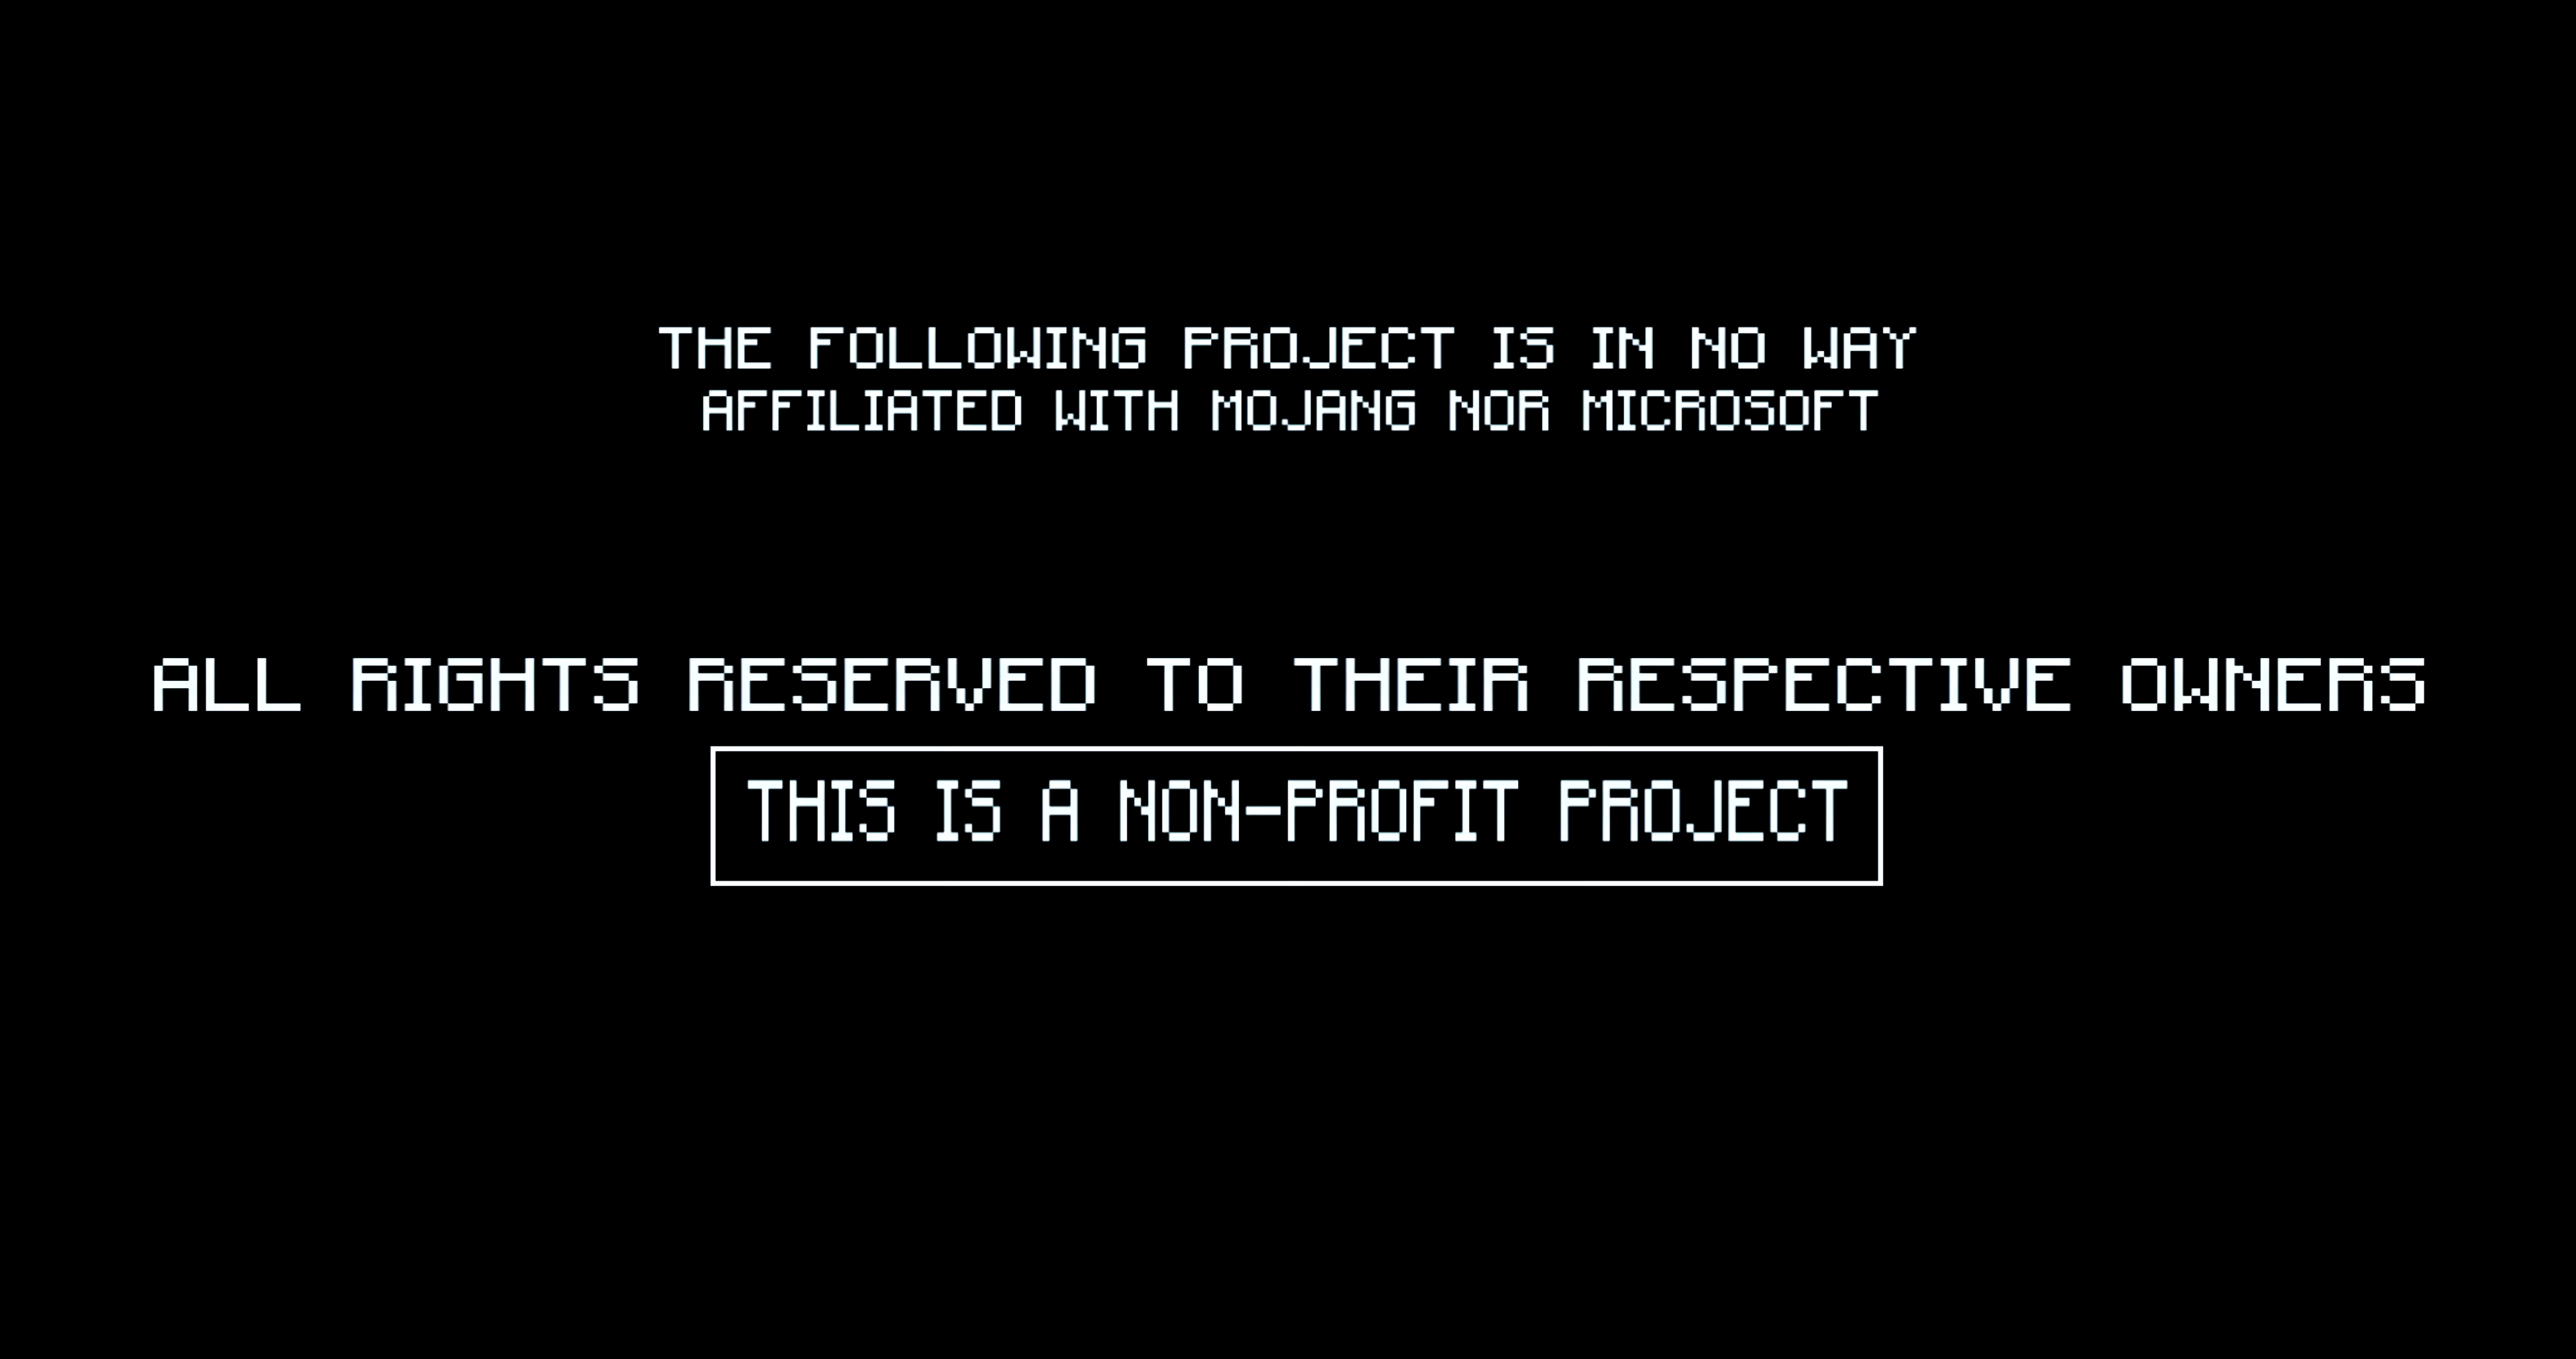 THE FOLLOWING PROJECT IS IN NO WAY
AFFILIATED WITH MOJANG NOR MICROSOFT
ALL RIGHTS RESERVED TO THEIR RESPECTIVE OWNERS
THIS IS A NON-PROFIT PROJECT